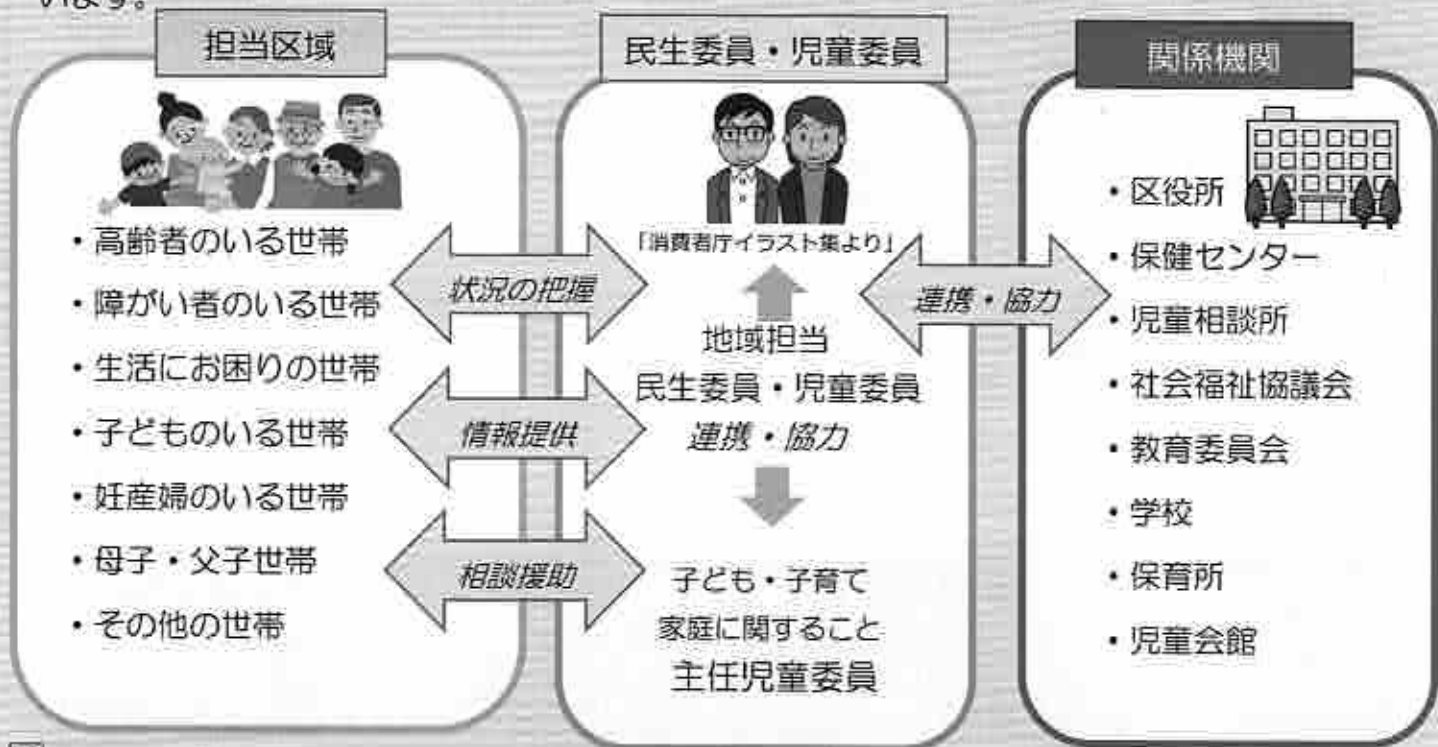 います。
担当区域
・高齢者のいる世帯
・障がい者のいる世帯
・生活にお困りの世帯
・子どものいる世帯
・妊産婦のいる世帯
・母子・父子世帯
・その他の世帯
状況の把握
情報提供
相談援助
民生委員・児童委員
「消費者庁イラスト集より」
地域担当
民生委員・児童委員
連携・協力
子ども・子育て
家庭に関すること
主任児童委員
連携・協力
関係機関
・区役所
・保健センター
・児童相談所
・社会福祉協議会
・教育委員会
・学校
・保育所
・児童会館